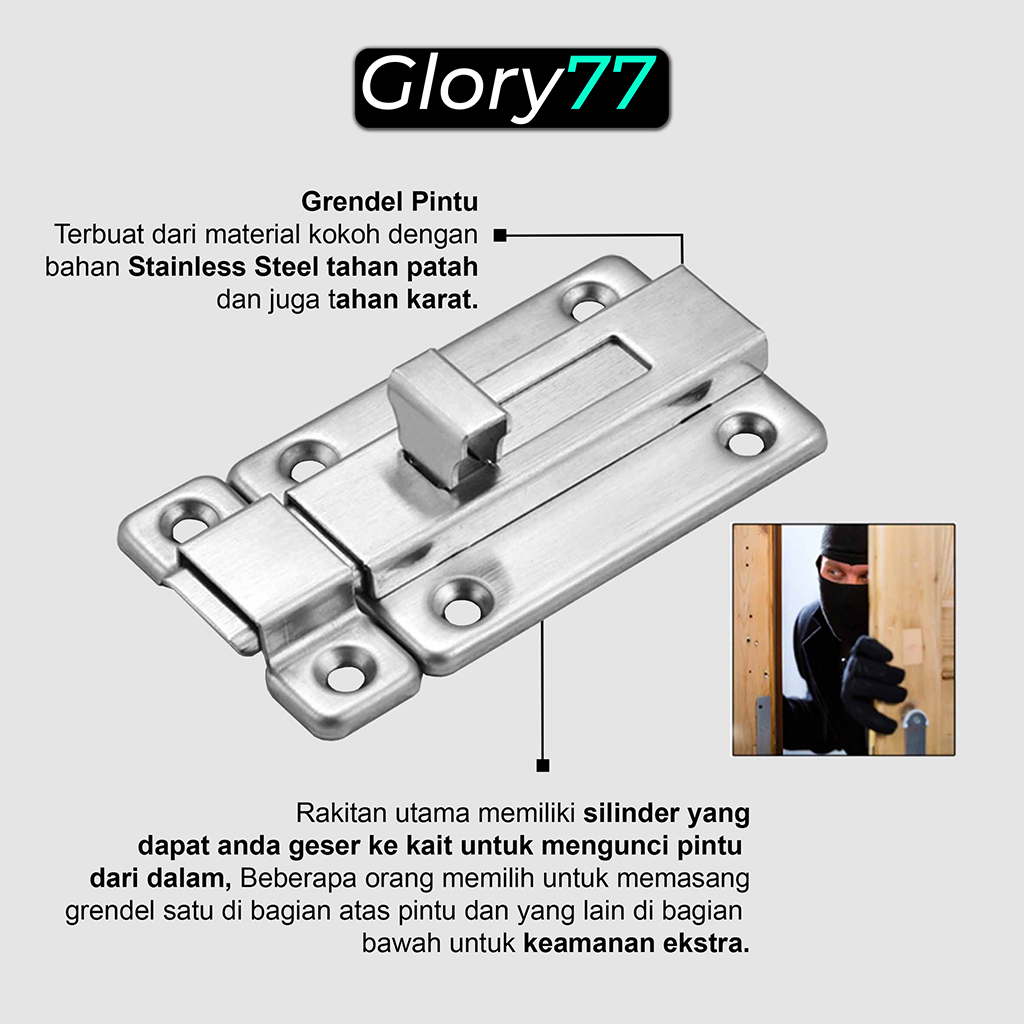 Glory77
Grendel Pintu
Terbuat dari material kokoh dengan
bahan Stainless Steel tahan patah
dan juga tahan karat.
Rakitan utama memiliki silinder yang
dapat anda geser ke kait untuk mengunci pintu
dari dalam, Beberapa orang memilih untuk memasang
grendel satu di bagian atas pintu dan yang lain di bagian
bawah untuk keamanan ekstra.